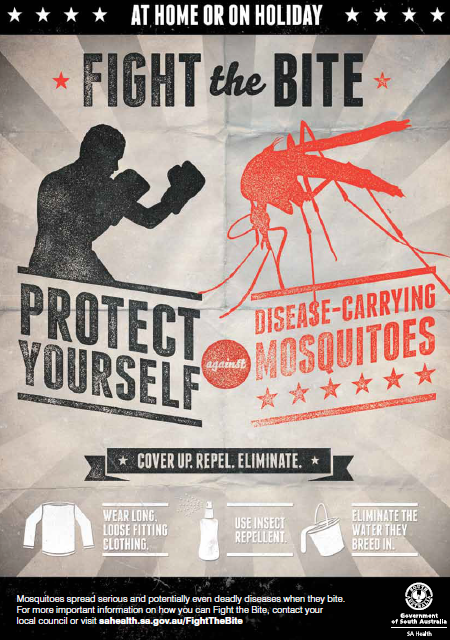 AT HOME OR ON HOLIDAY
FIGHT the BITE
PROTECT
YOURSELF
against
DISEASE-CARRYING
MOSQUITOES
COVER UP. REPEL. ELIMINATE.
WEAR LONG,
LOOSE FITTING
CLOTHING.
USE INSECT
REPELLENT.
ELIMINATE THE
WATER THEY
BREED IN.
Mosquitoes spread serious and potentially even deadly diseases when they bite.
For more important information on how you can Fight the Bite, contact your
local council or visit sahealth.sa.gov.au/FightTheBite
Government
of South Australia
SA Health